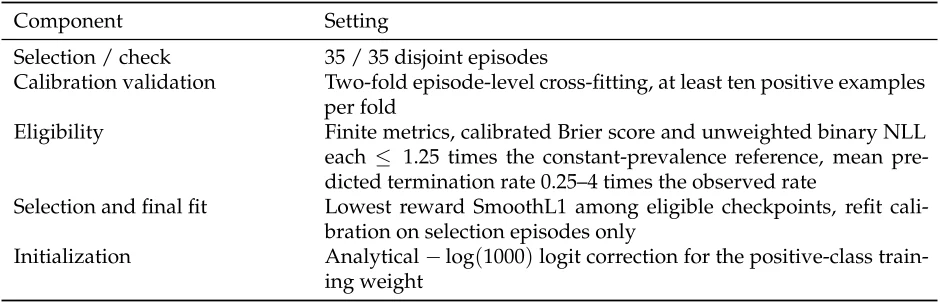 Component Setting
Selection / check 35 / 35 disjoint episodes
Calibration validation Two-fold episode-level cross-fitting, at least ten positive examples
per fold
Eligibility Finite metrics, calibrated Brier score and unweighted binary NLL
each ≤ 1.25 times the constant-prevalence reference, mean pre-
dicted termination rate 0.25–4 times the observed rate
Selection and final fit Lowest reward SmoothL1 among eligible checkpoints, refit cali-
bration on selection episodes only
Initialization Analytical − log(1000) logit correction for the positive-class train-
ing weight